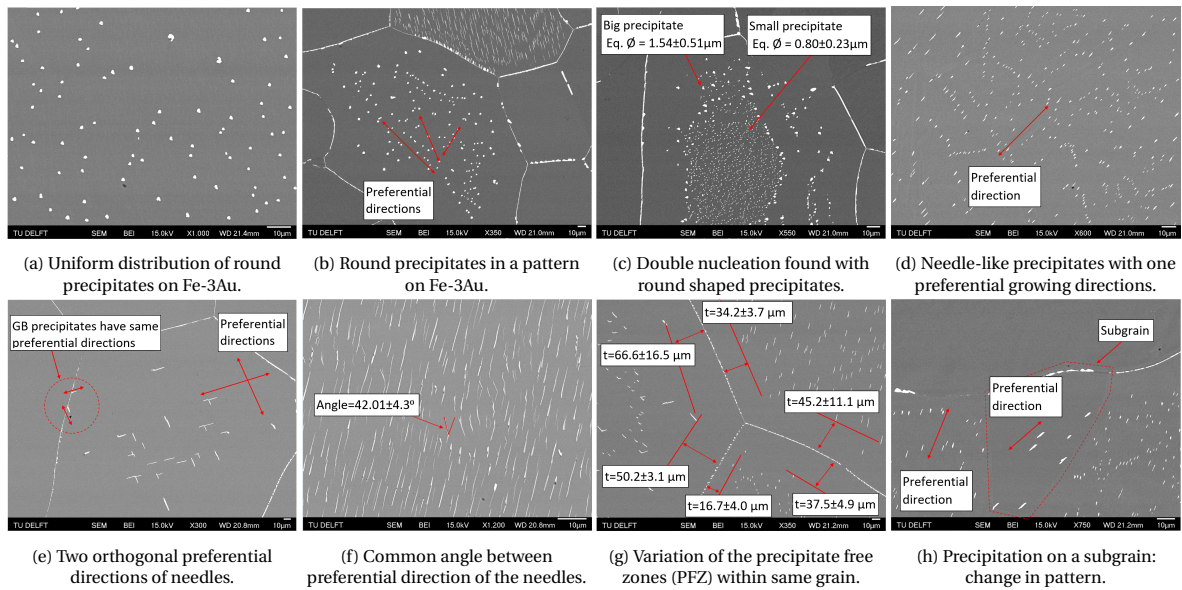 TU DELFT SEM BEI 15.0kV X1,000 WD 21.4mm 10μm
(a) Uniform distribution of round
precipitates on Fe-3Au.
Preferential
directions
TU DELFT SEM BEI 15.0kV X350 WD 21.0mm 10μm
(b) Round precipitates in a pattern
on Fe-3Au.
Big precipitate
Eq. Ø = 1.54±0.51μm
Small precipitate
Eq. Ø = 0.80±0.23μm
TU DELFT SEM BEI 15.0kV X550 WD 21.0mm 10μm
(c) Double nucleation found with
round shaped precipitates.
Preferential
direction
TU DELFT SEM BEI 15.0kV X600 WD 21.0mm 10μm
(d) Needle-like precipitates with one
preferential growing directions.
GB precipitates have same
preferential directions
Preferential
directions
TU DELFT SEM BEI 15.0kV X300 WD 20.8mm 10μm
(e) Two orthogonal preferential
directions of needles.
Angle=42.01±4.3º
TU DELFT SEM BEI 15.0kV X1,200 WD 20.8mm 10μm
(f) Common angle between
preferential direction of the needles.
t=34.2±3.7 μm
t=66.6±16.5 μm
t=45.2±11.1 μm
t=50.2±3.1 μm
t=16.7±4.0 μm
t=37.5±4.9 μm
TU DELFT SEM BEI 15.0kV X350 WD 21.2mm 10μm
(g) Variation of the precipitate free
zones (PFZ) within same grain.
Subgrain
Preferential
direction
Preferential
direction
TU DELFT SEM BEI 15.0kV X750 WD 21.2mm 10μm
(h) Precipitation on a subgrain:
change in pattern.